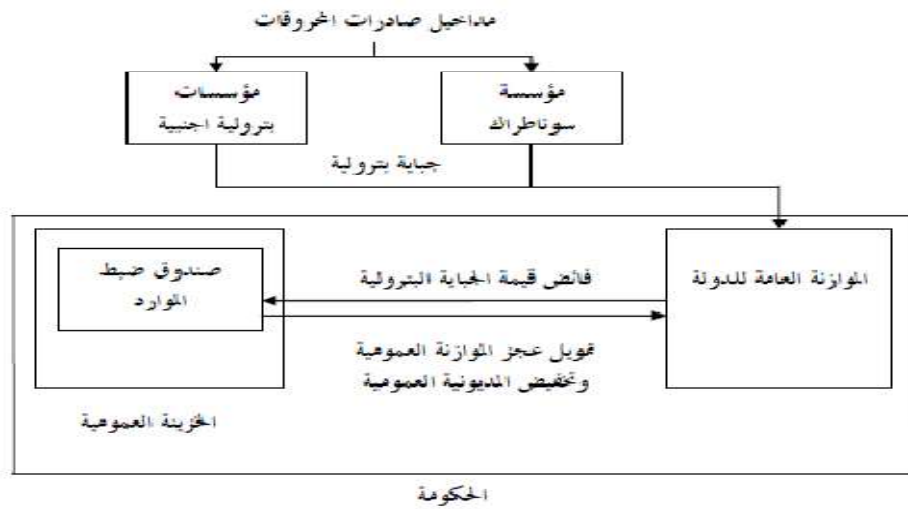 مداخيل صادرات المحروقات
مؤسسة
سوناطراك
مؤسسات
بترولية اجنبية
جباية بترولية
الموازنة العامة للدولة
فائض قيمة الجباية البترولية
صندوق ضبط
الموارد
تمويل عجز الموازنة العمومية
وتخفيض المديونية العمومية
الخزينة العمومية
الحكومة